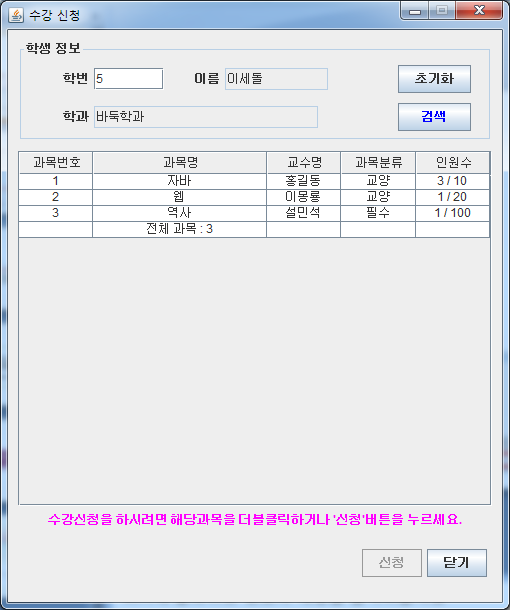 수강 신청
학생 정보
학번 5 이름 이세돌 초기화
학과 바둑학과 검색
과목번호 과목명 교수명 과목분류 인원수
1 자바 홍길동 교양 3 / 10
2 웹 이몽룡 교양 1 / 20
3 역사 설민석 필수 1 / 100
전체 과목 : 3
수강신청을 하시려면 해당과목을 더블클릭하거나 '신청'버튼을 누르세요.
신청 닫기